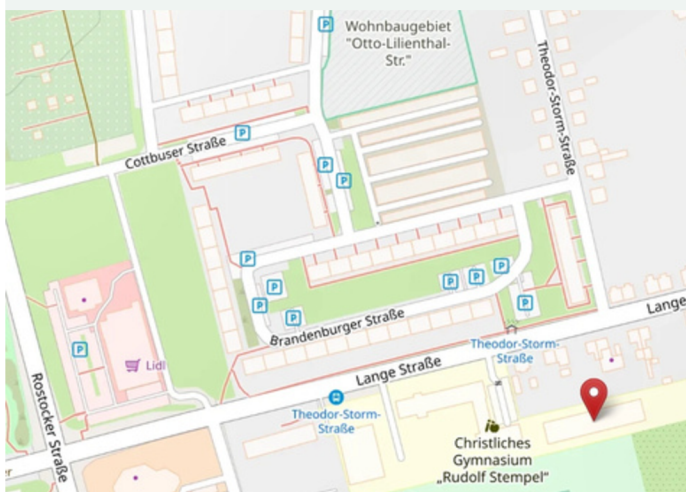 Wohnbaugebiet
"Otto-Lilienthal-
Str."
P
Theodor-Storm-Straße
P
Cottbuser Straße
P
P
P
P
P
P
P
P
P
P
Brandenburger Straße
Lange
Theodor-Storm-
Straße
P
Lidl
Lange Straße
Rostocker Straße
Theodor-Storm-
Straße
Christliches
Gymnasium
„Rudolf Stempel“
er